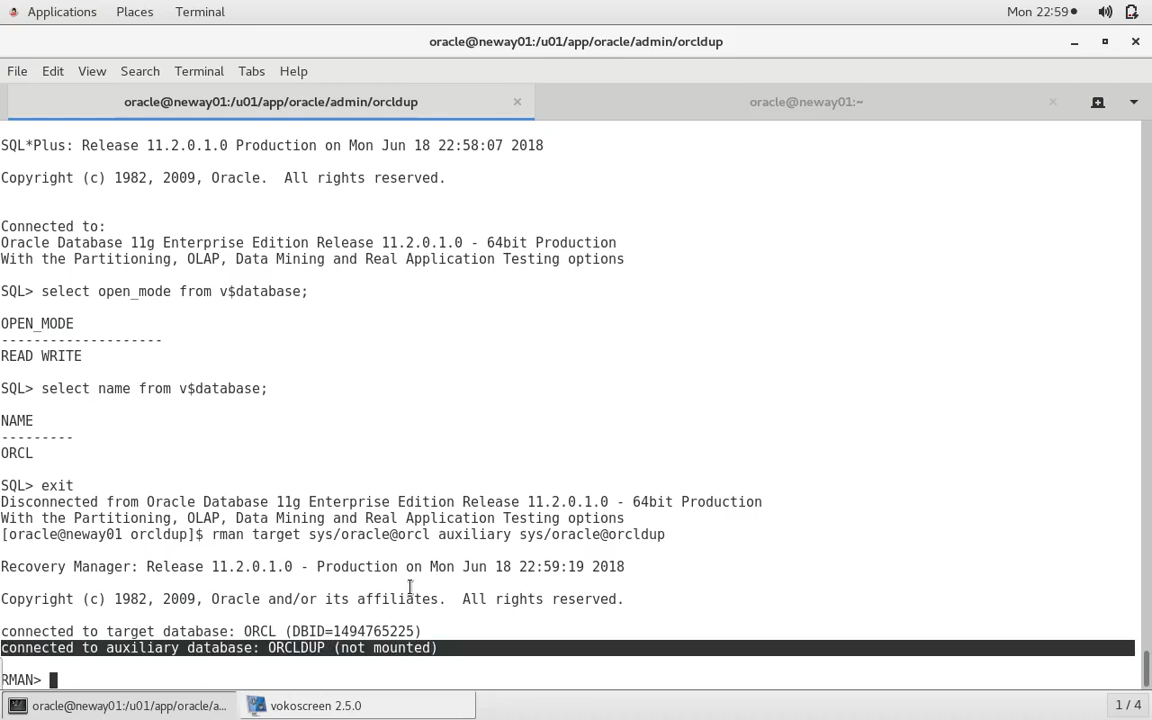 Applications Places Terminal Mon 22:59
oracle@neway01:/u01/app/oracle/admin/orcldup
File Edit View Search Terminal Tabs Help
oracle@neway01:/u01/app/oracle/admin/orcldup oracle@neway01:~
SQL*Plus: Release 11.2.0.1.0 Production on Mon Jun 18 22:58:07 2018
Copyright (c) 1982, 2009, Oracle.  All rights reserved.
Connected to:
Oracle Database 11g Enterprise Edition Release 11.2.0.1.0 - 64bit Production
With the Partitioning, OLAP, Data Mining and Real Application Testing options
SQL> select open_mode from v$database;
OPEN_MODE
--------------------
READ WRITE
SQL> select name from v$database;
NAME
---------
ORCL
SQL> exit
Disconnected from Oracle Database 11g Enterprise Edition Release 11.2.0.1.0 - 64bit Production
With the Partitioning, OLAP, Data Mining and Real Application Testing options
[oracle@neway01 orcldup]$ rman target sys/oracle@orcl auxiliary sys/oracle@orcldup
Recovery Manager: Release 11.2.0.1.0 - Production on Mon Jun 18 22:59:19 2018
Copyright (c) 1982, 2009, Oracle and/or its affiliates.  All rights reserved.
connected to target database: ORCL (DBID=1494765225)
connected to auxiliary database: ORCLDUP (not mounted)
RMAN>
oracle@neway01:/u01/app/oracle/a... vokoscreen 2.5.0 1 / 4